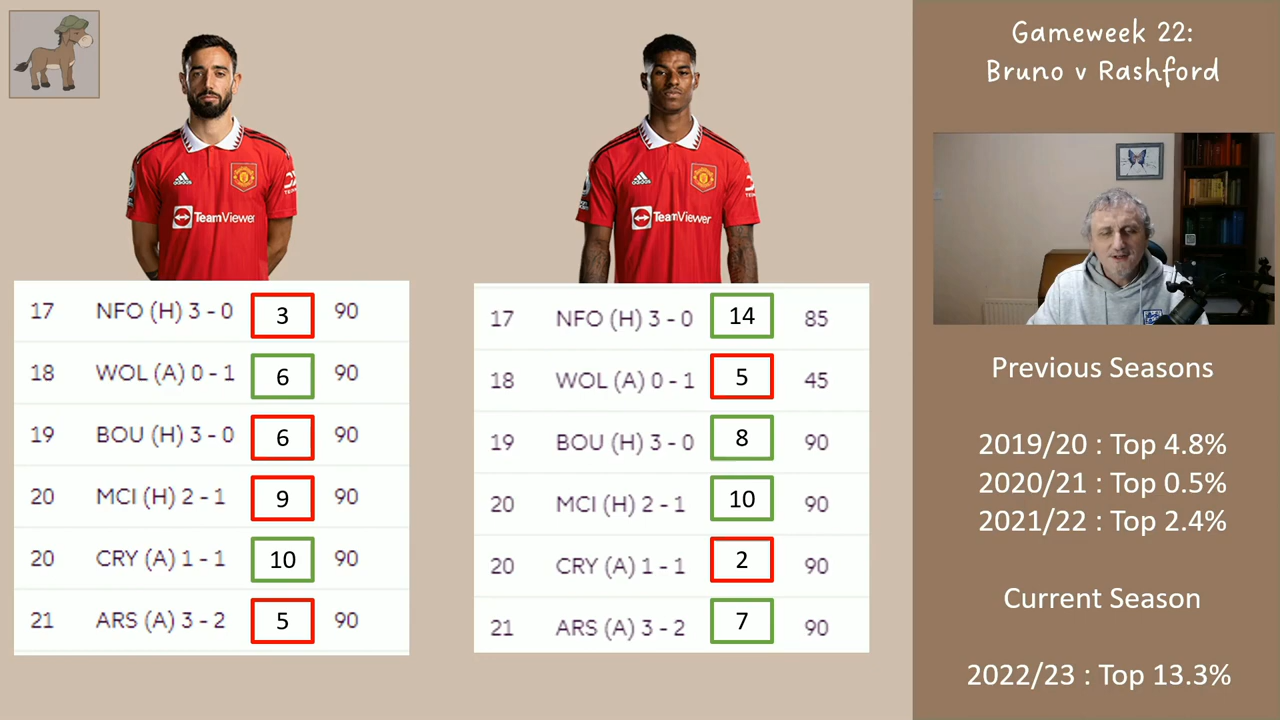 Gameweek 22:
Bruno v Rashford
adidas
TeamViewer
adidas
TeamViewer
17 NFO (H) 3 - 0 3 90
18 WOL (A) 0 - 1 6 90
19 BOU (H) 3 - 0 6 90
20 MCI (H) 2 - 1 9 90
20 CRY (A) 1 - 1 10 90
21 ARS (A) 3 - 2 5 90
17 NFO (H) 3 - 0 14 85
18 WOL (A) 0 - 1 5 45
19 BOU (H) 3 - 0 8 90
20 MCI (H) 2 - 1 10 90
20 CRY (A) 1 - 1 2 90
21 ARS (A) 3 - 2 7 90
Previous Seasons
2019/20 : Top 4.8%
2020/21 : Top 0.5%
2021/22 : Top 2.4%
Current Season
2022/23 : Top 13.3%